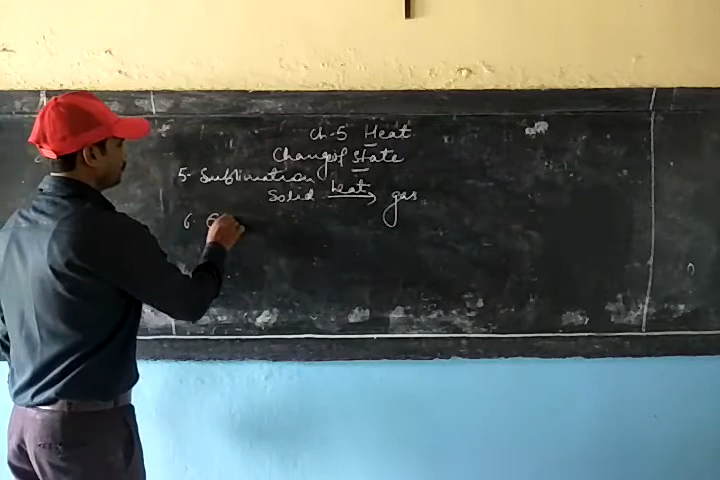 Ch-5 Heat
Change of State
5- Sublimation
Solid heat → gas
6-